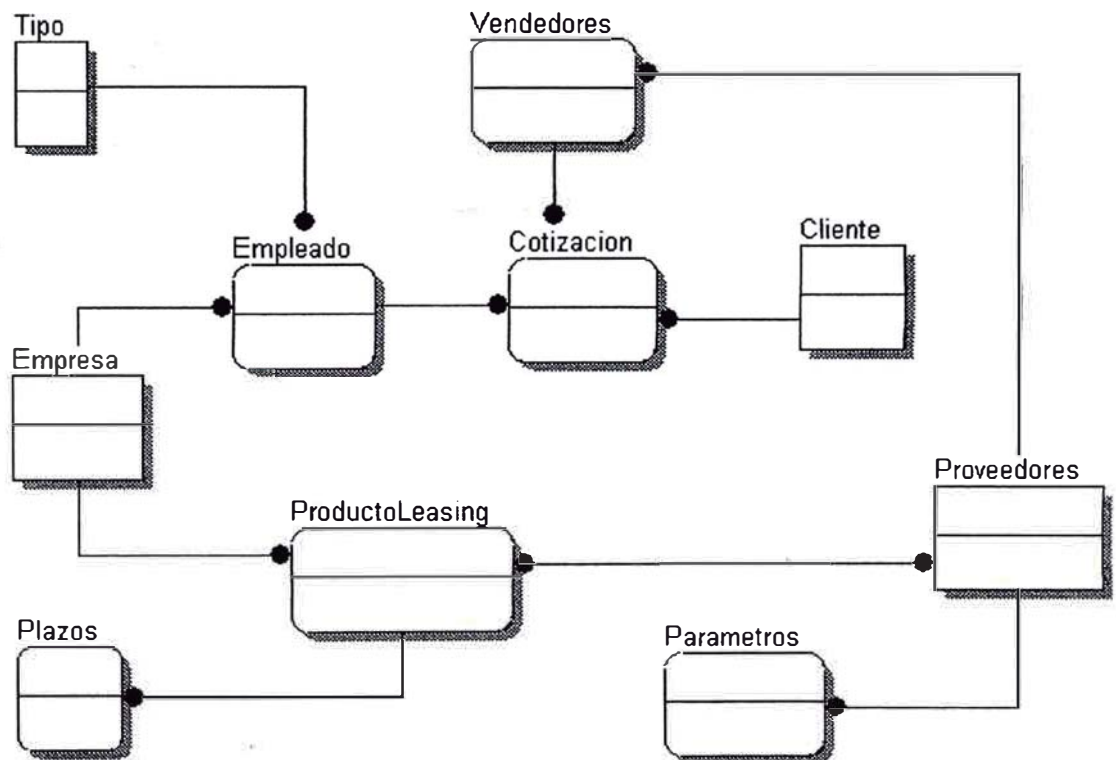 Tipo
Vendedores
Empleado
Cotizacion
Cliente
Empresa
Proveedores
ProductoLeasing
Plazos
Parametros